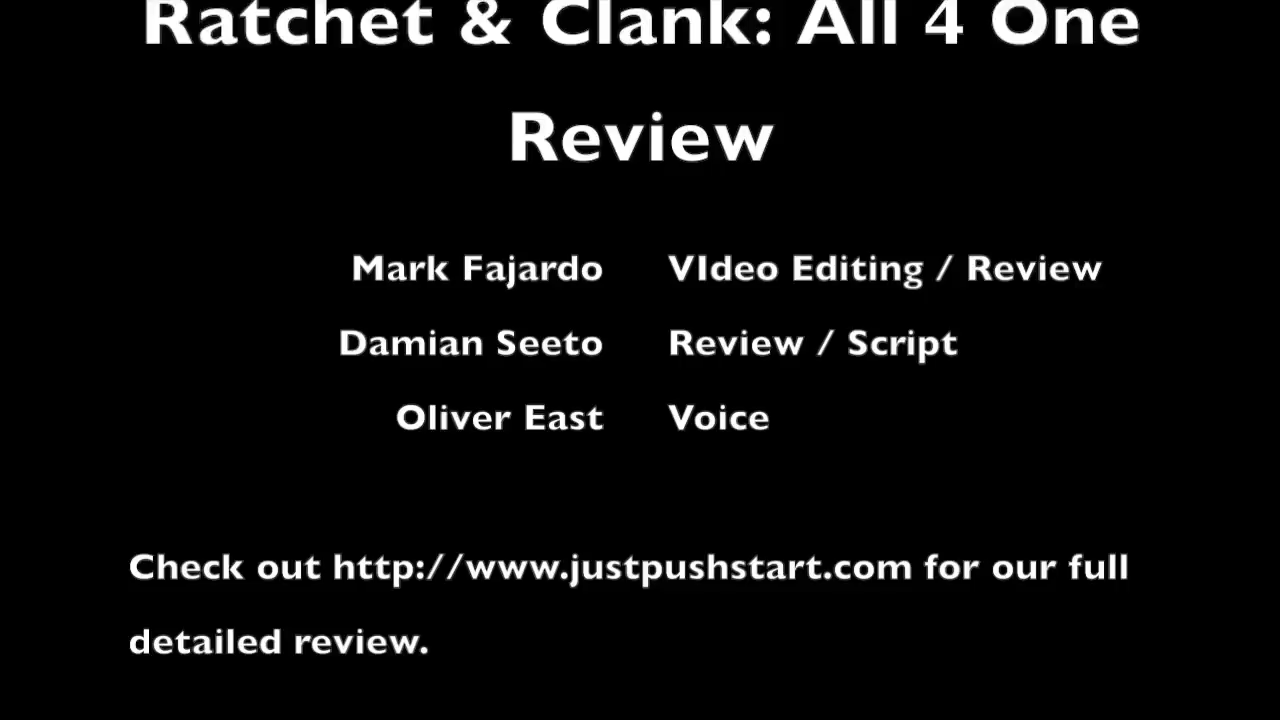 Ratchet & Clank: All 4 One
Review
Mark Fajardo VIdeo Editing / Review
Damian Seeto Review / Script
Oliver East Voice
Check out http://www.justpushstart.com for our full
detailed review.